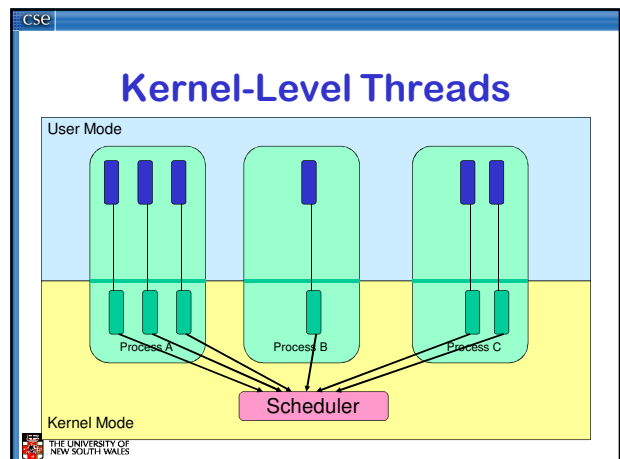 cse
Kernel-Level Threads
User Mode
Process A
Process B
Process C
Scheduler
Kernel Mode
THE UNIVERSITY OF
NEW SOUTH WALES